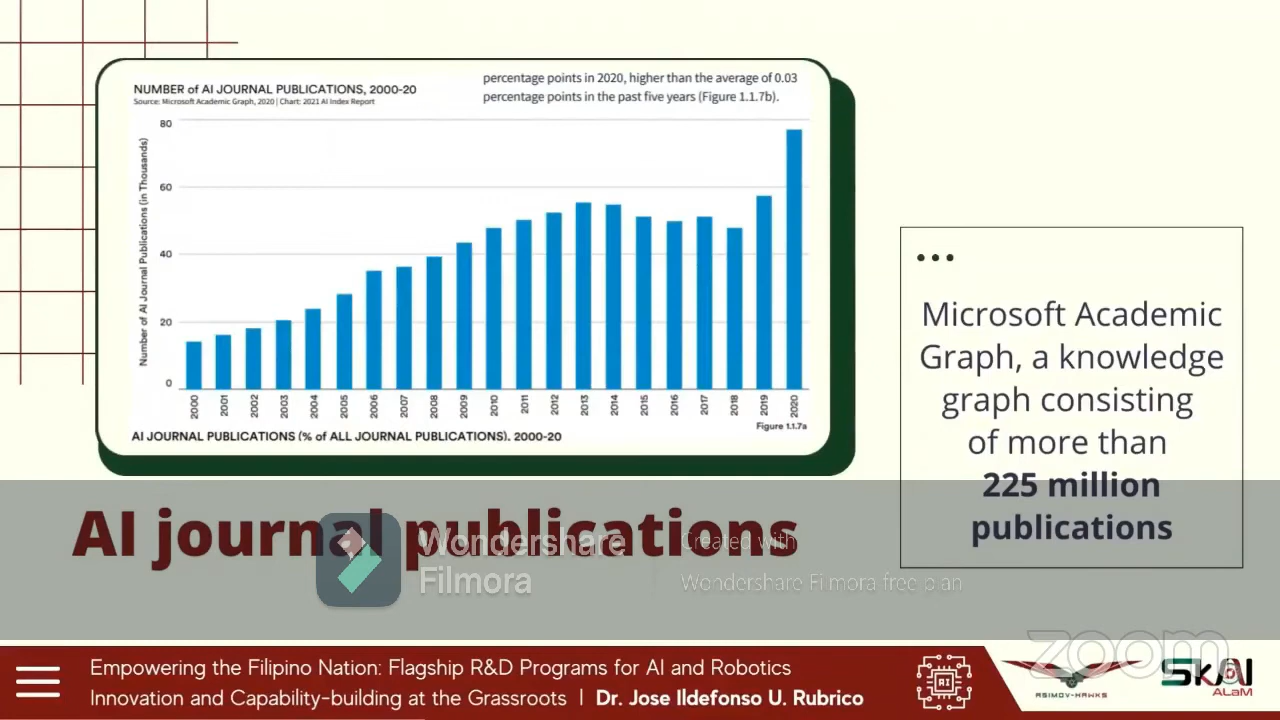 percentage points in 2020, higher than the average of 0.03
percentage points in the past five years (Figure 1.1.7b).
NUMBER of AI JOURNAL PUBLICATIONS, 2000-20
Source: Microsoft Academic Graph, 2020 | Chart: 2021 AI Index Report
Number of AI Journal Publications (in Thousands)
80
60
40
20
0
2000 2001 2002 2003 2004 2005 2006 2007 2008 2009 2010 2011 2012 2013 2014 2015 2016 2017 2018 2019 2020
Figure 1.1.7a
AI JOURNAL PUBLICATIONS (% of ALL JOURNAL PUBLICATIONS), 2000-20
Microsoft Academic
Graph, a knowledge
graph consisting
of more than
225 million
publications
AI journal publications
Wondershare
Filmora
Created with
Wondershare Filmora free plan
zoom
Empowering the Filipino Nation: Flagship R&D Programs for AI and Robotics
Innovation and Capability-building at the Grassroots | Dr. Jose Ildefonso U. Rubrico
AI
ASIMOV-HAWKS
SkAI
ALaM